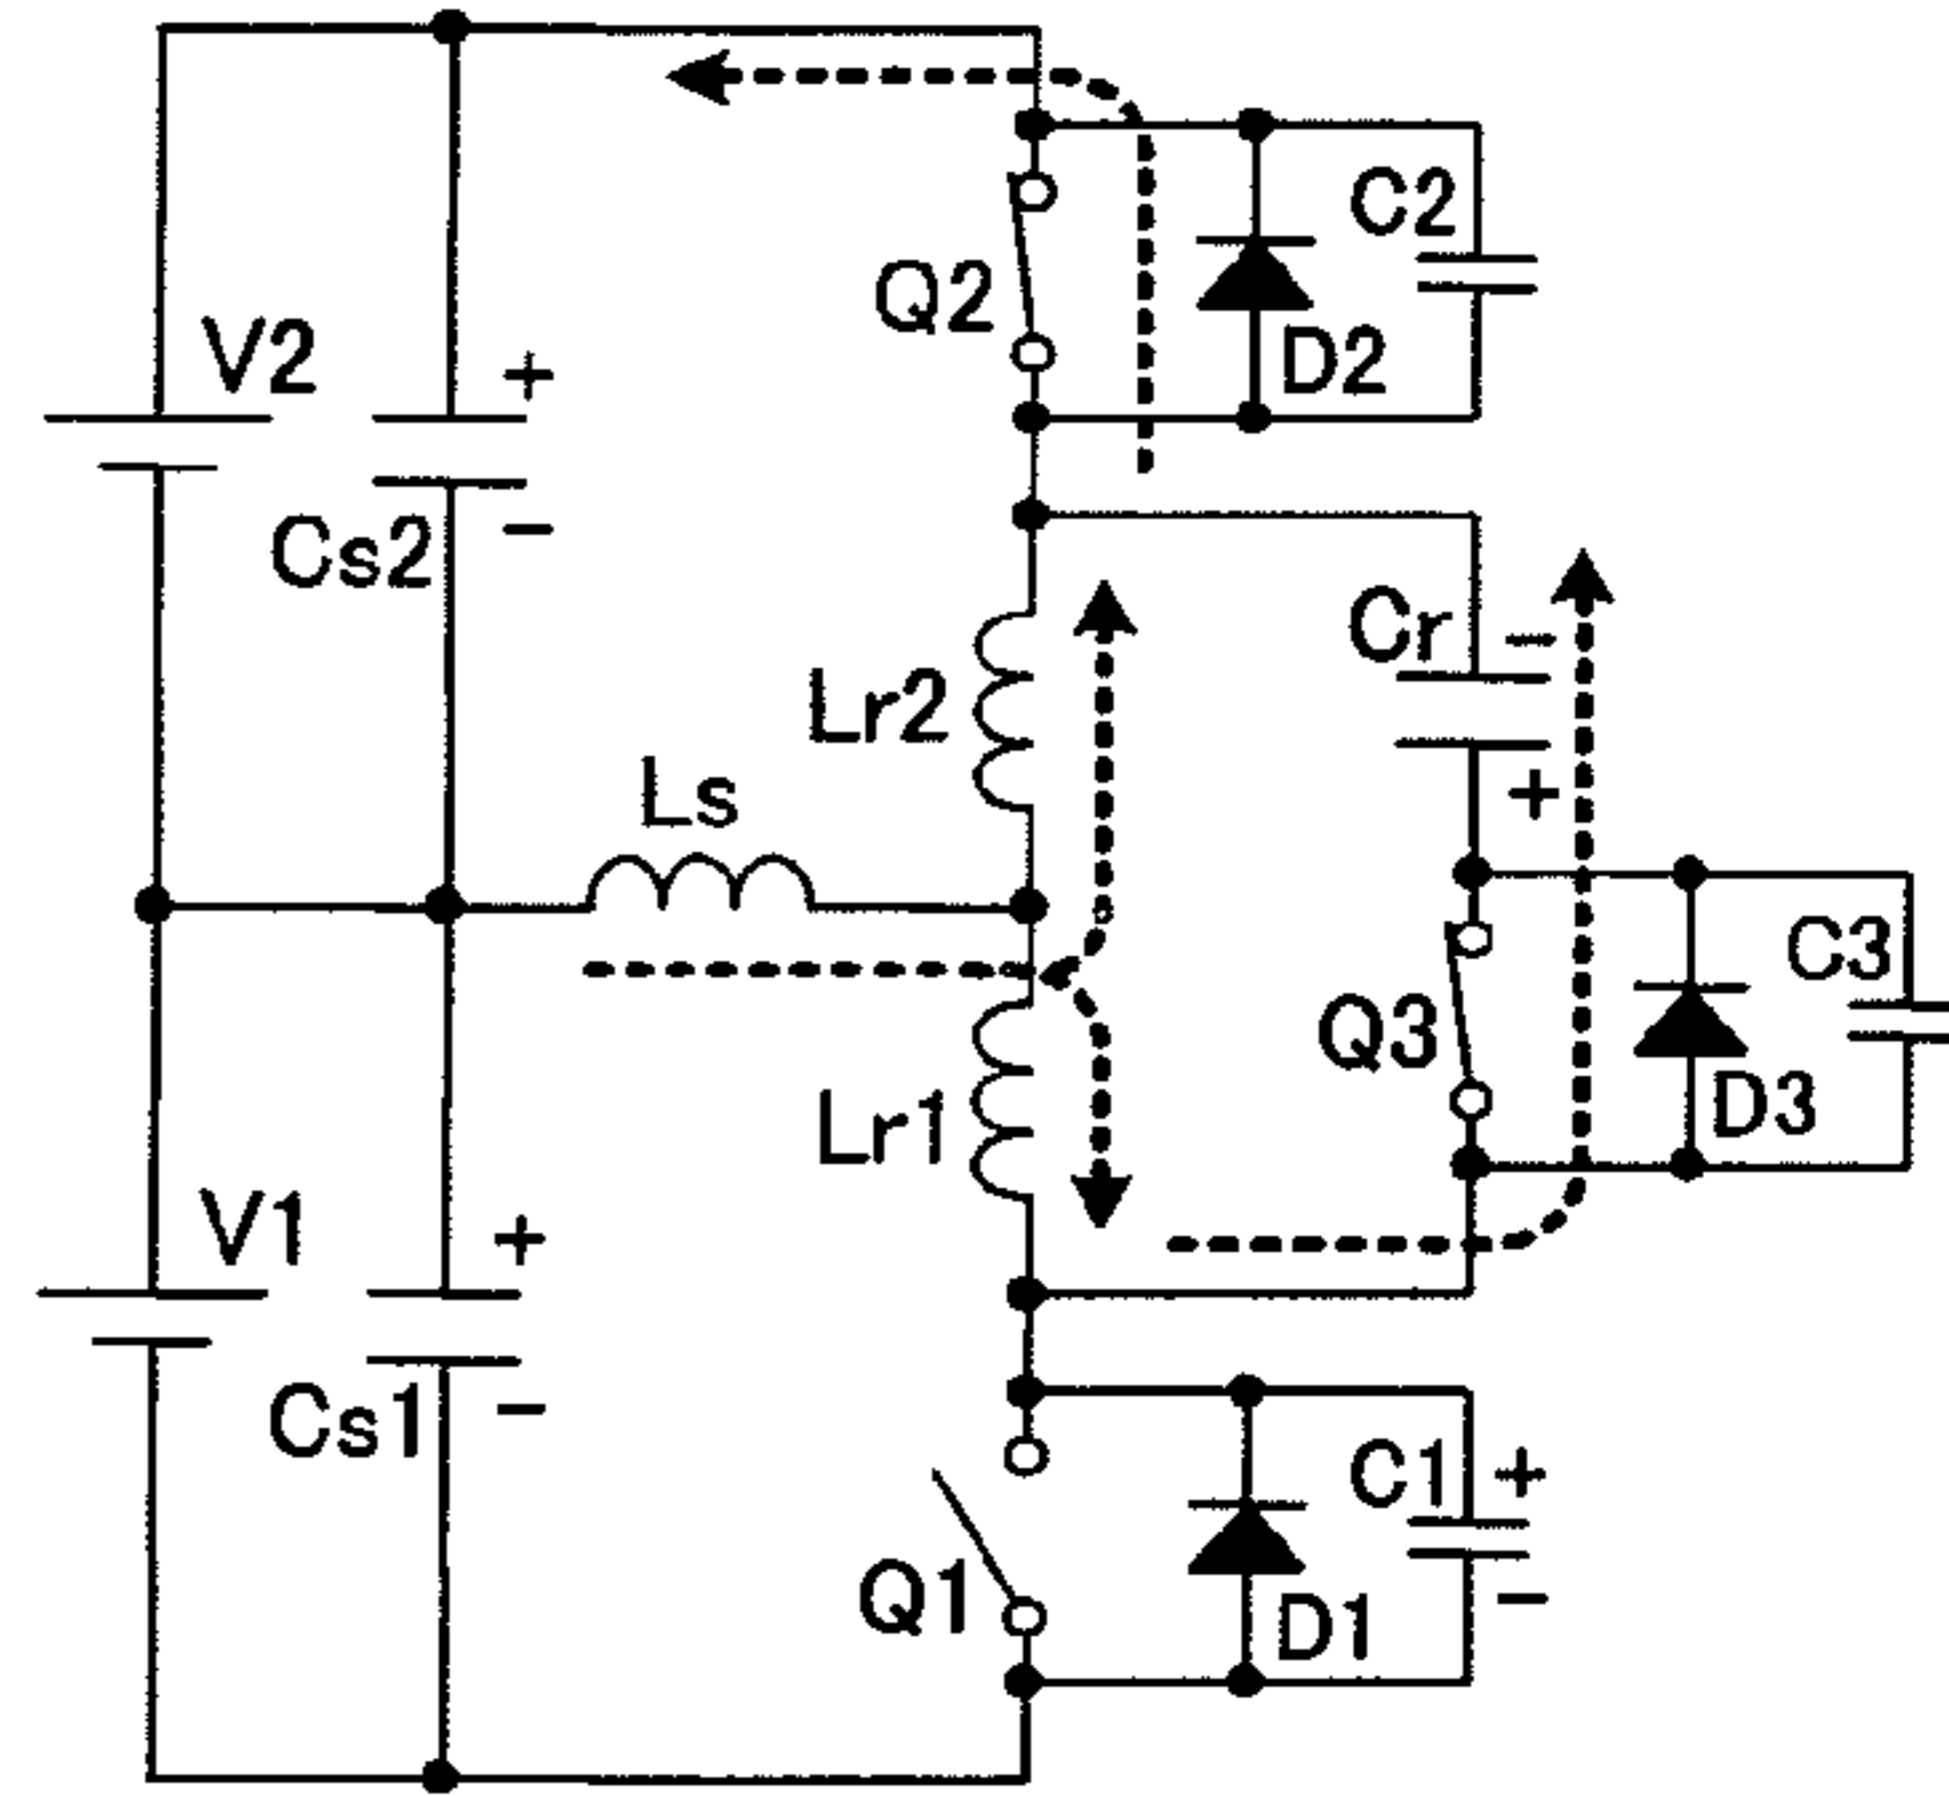 C2
Q2
D2
V2
+
Cs2
−
Cr
−
Lr2
Ls
+
C3
Q3
D3
Lr1
V1
+
Cs1
−
C1
+
Q1
D1
−